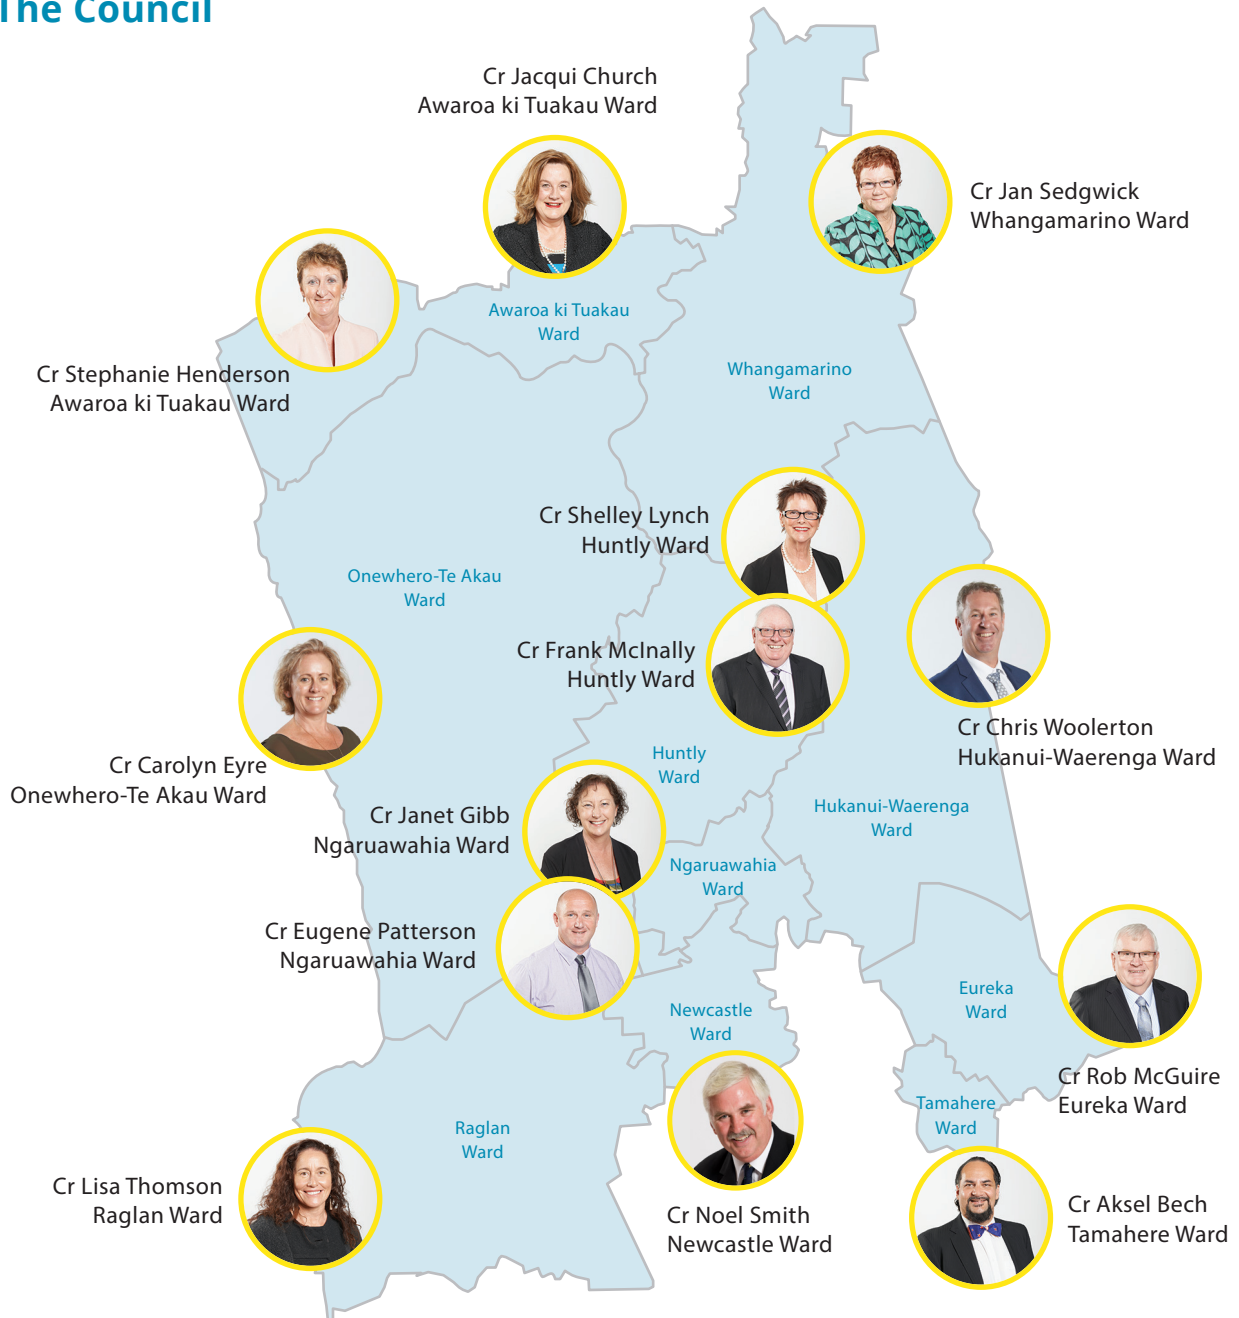 The Council
Cr Jacqui Church
Awaroa ki Tuakau Ward
Cr Jan Sedgwick
Whangamarino Ward
Awaroa ki Tuakau
Ward
Cr Stephanie Henderson
Awaroa ki Tuakau Ward
Whangamarino
Ward
Cr Shelley Lynch
Huntly Ward
Onewhero-Te Akau
Ward
Cr Frank McInally
Huntly Ward
Cr Chris Woolerton
Hukanui-Waerenga Ward
Huntly
Ward
Cr Carolyn Eyre
Onewhero-Te Akau Ward
Hukanui-Waerenga
Ward
Cr Janet Gibb
Ngaruawahia Ward
Ngaruawahia
Ward
Cr Eugene Patterson
Ngaruawahia Ward
Eureka
Ward
Newcastle
Ward
Cr Rob McGuire
Eureka Ward
Tamahere
Ward
Raglan
Ward
Cr Lisa Thomson
Raglan Ward
Cr Noel Smith
Newcastle Ward
Cr Aksel Bech
Tamahere Ward